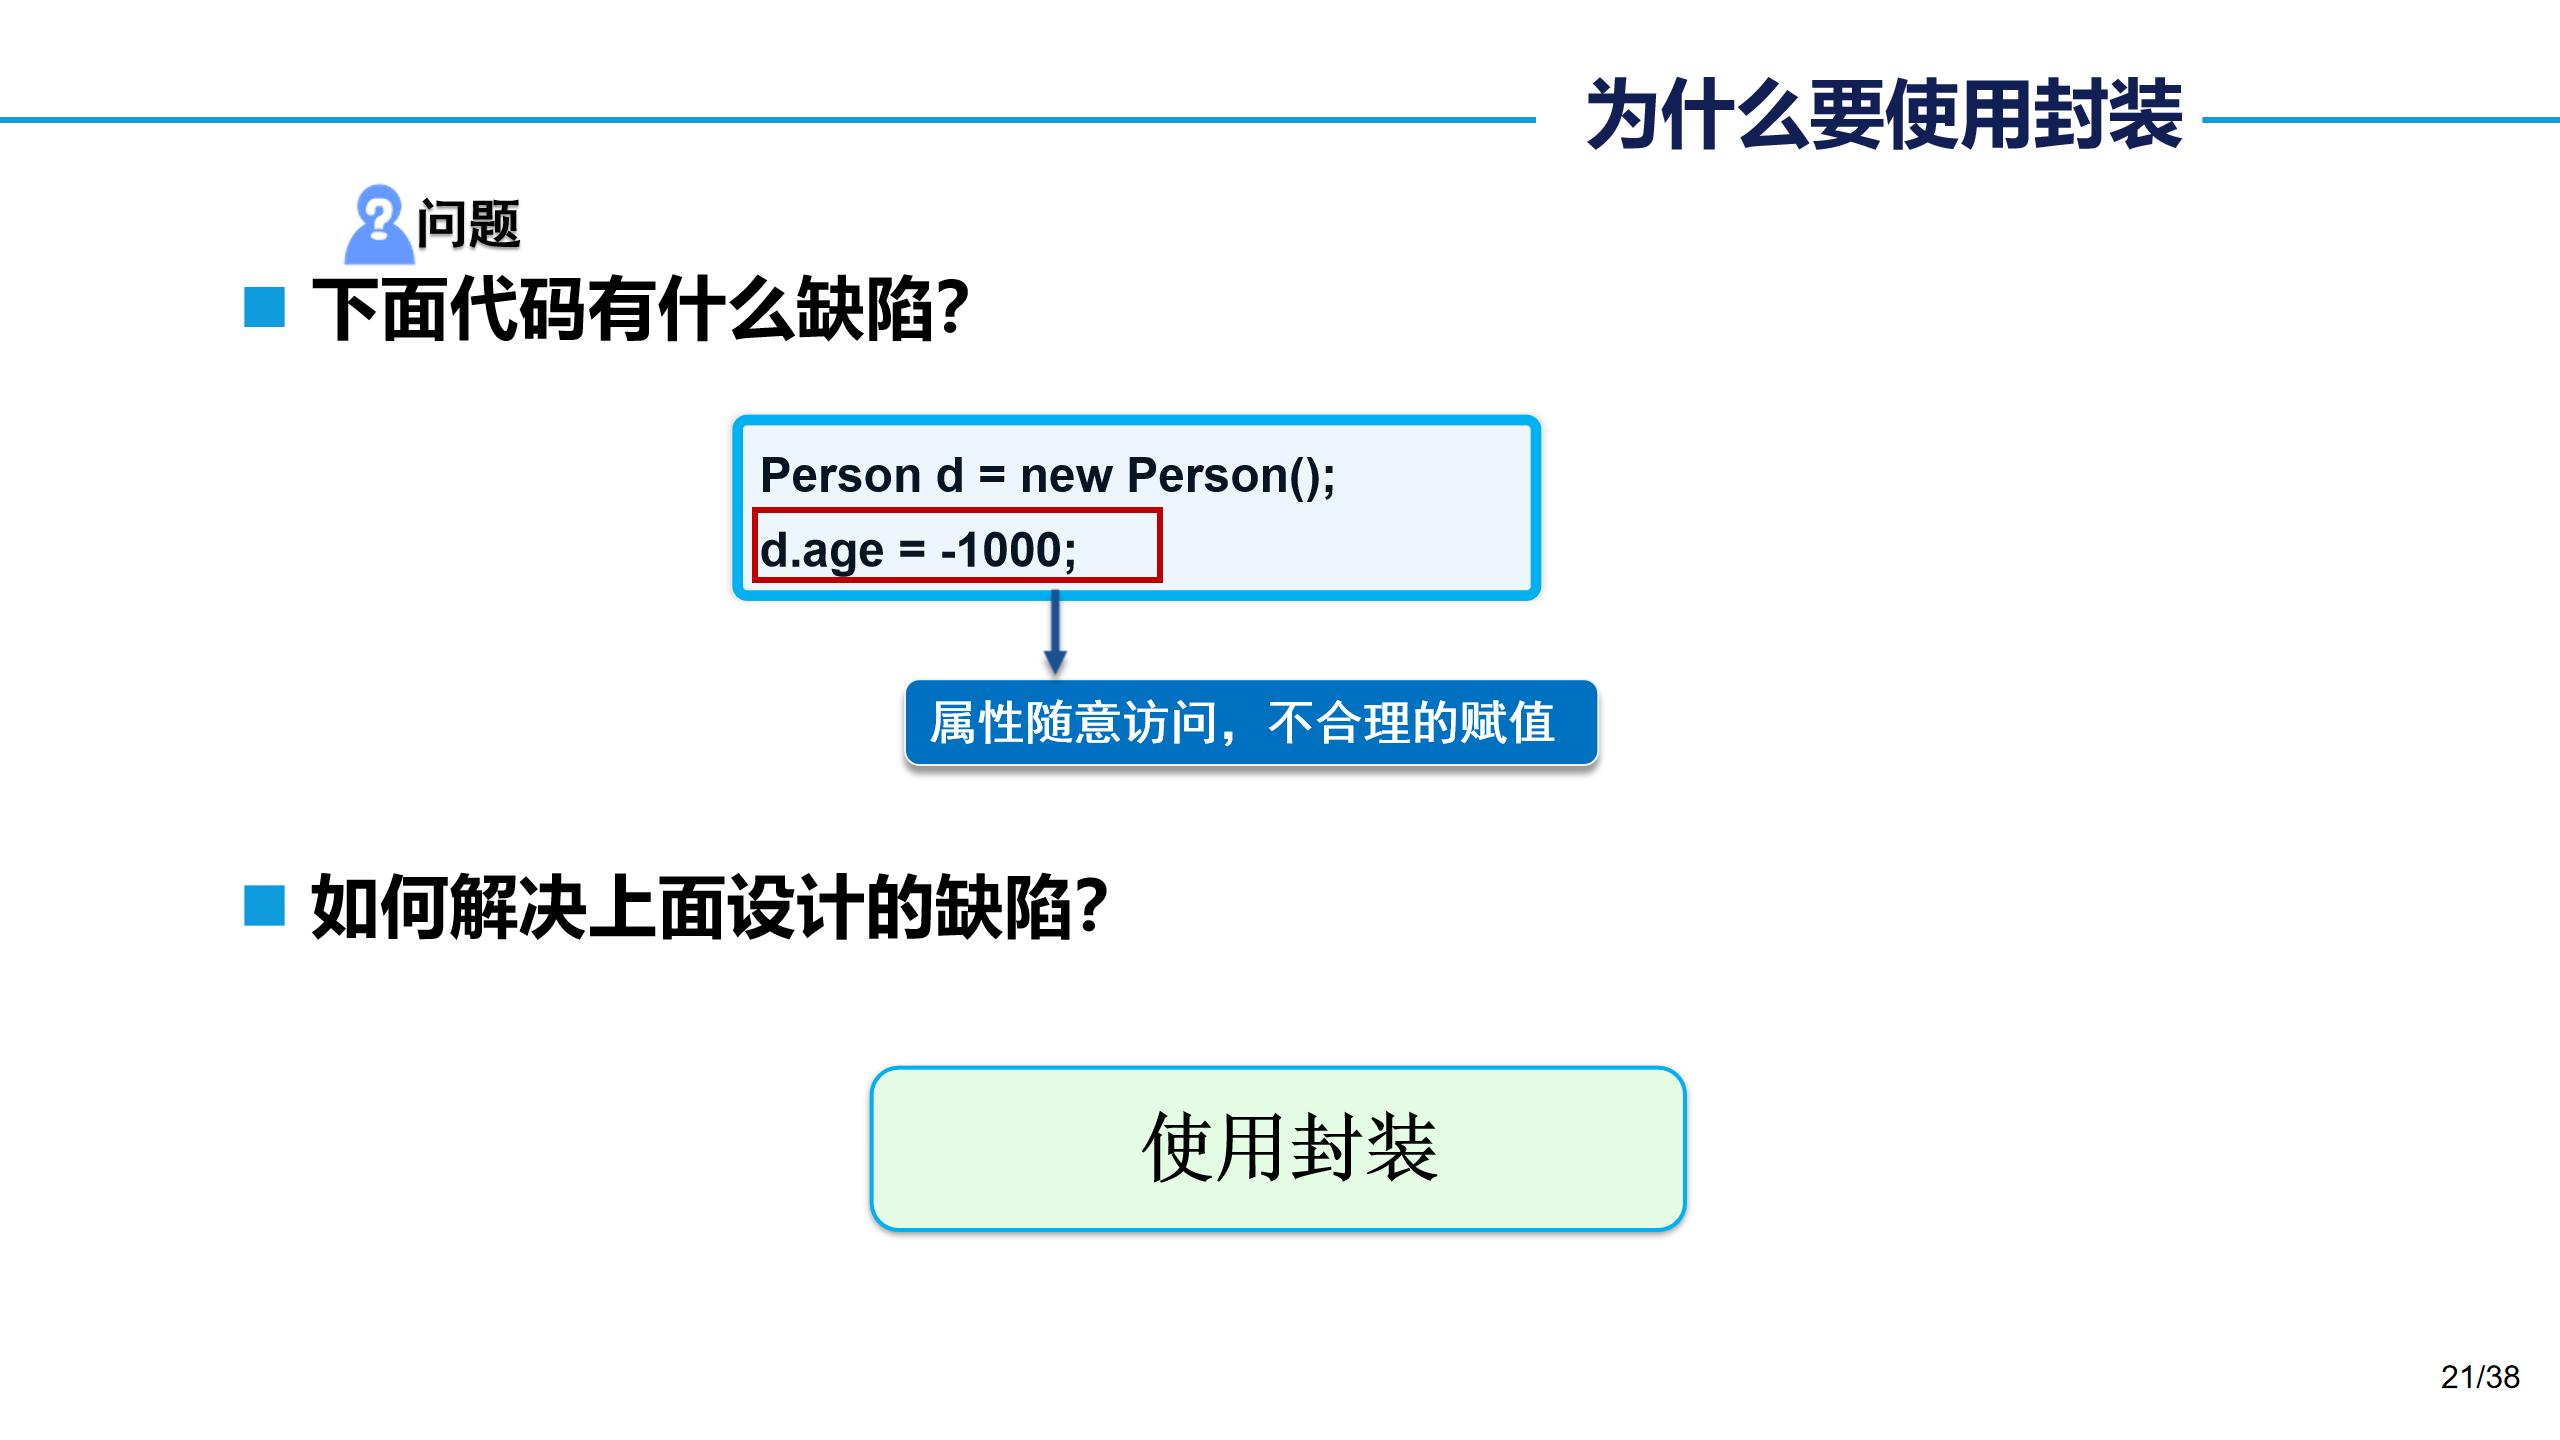 为什么要使用封装
问题
下面代码有什么缺陷？
Person d = new Person();
d.age = -1000;
属性随意访问，不合理的赋值
如何解决上面设计的缺陷？
使用封装
21/38